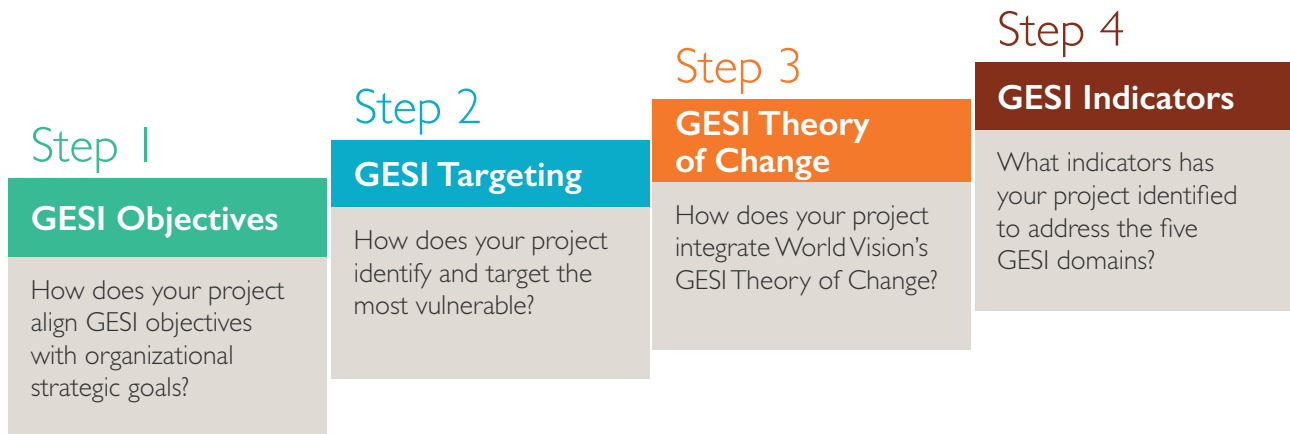 Step 1
GESI Objectives
How does your project
align GESI objectives
with organizational
strategic goals?
Step 2
GESI Targeting
How does your project
identify and target the
most vulnerable?
Step 3
GESI Theory
of Change
How does your project
integrate World Vision’s
GESI Theory of Change?
Step 4
GESI Indicators
What indicators has
your project identified
to address the five
GESI domains?